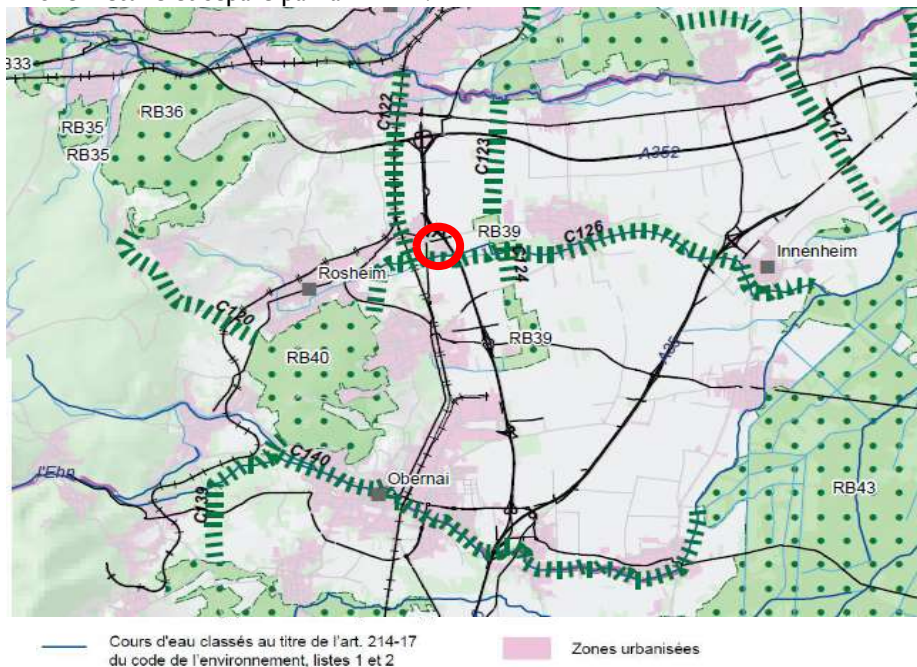 RB33
RB36
RB35
RB35
C122
C123
C127
A352
RB39
C126
Innenheim
Rosheim
C124
C120
RB39
A35
RB40
l'Ehn
C140
Obernai
C139
RB43
Cours d'eau classés au titre de l'art. 214-17
du code de l'environnement, listes 1 et 2
Zones urbanisées